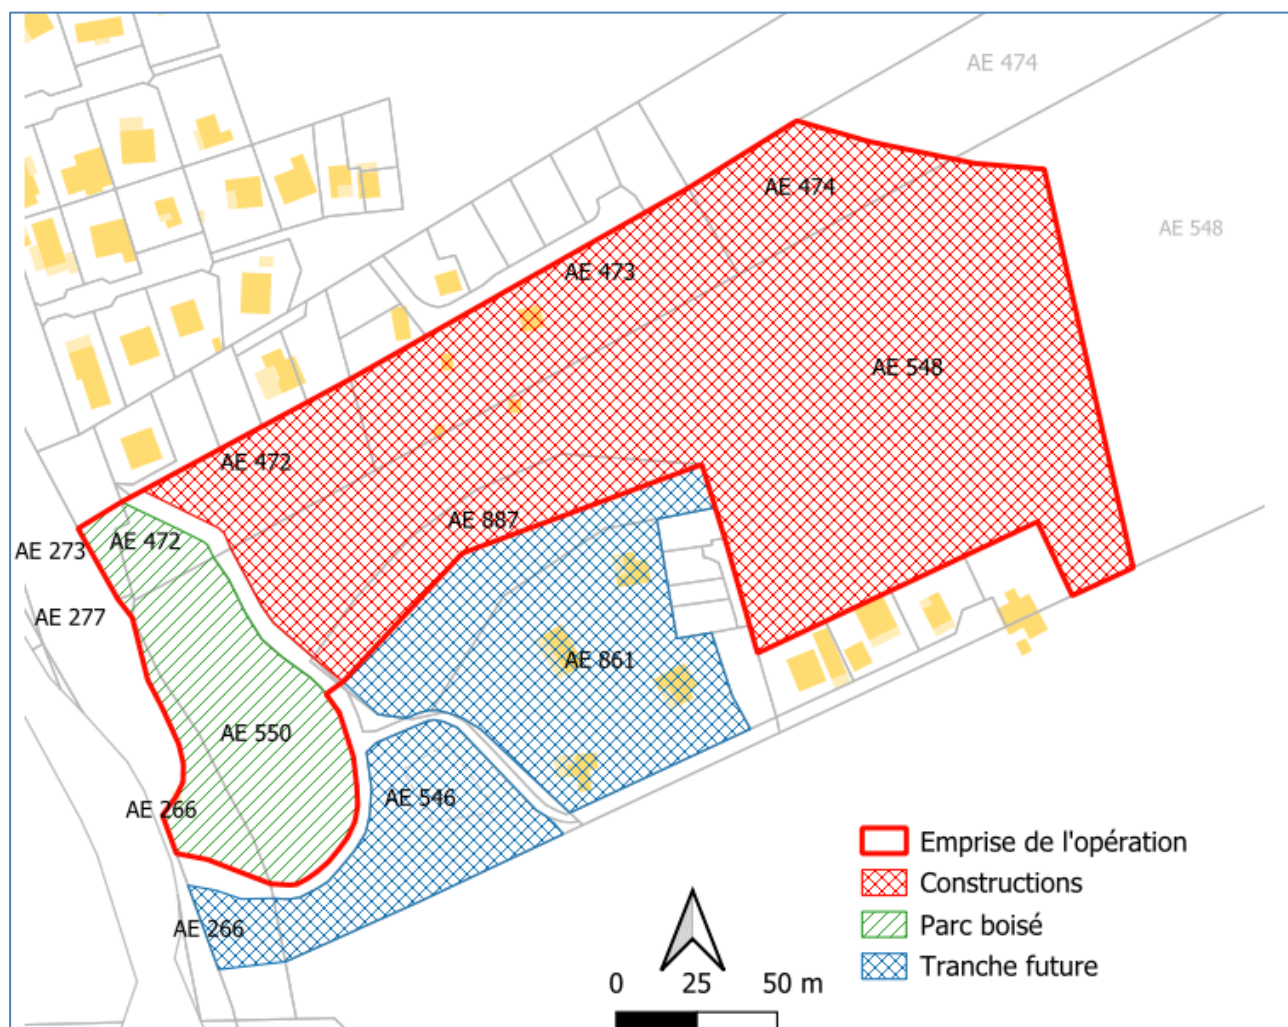 AE 474
AE 474
AE 548
AE 473
AE 548
AE 472
AE 887
AE 472
AE 273
AE 277
AE 861
AE 550
AE 546
AE 266
AE 266
Emprise de l'opération
Constructions
Parc boisé
Tranche future
0 25 50 m